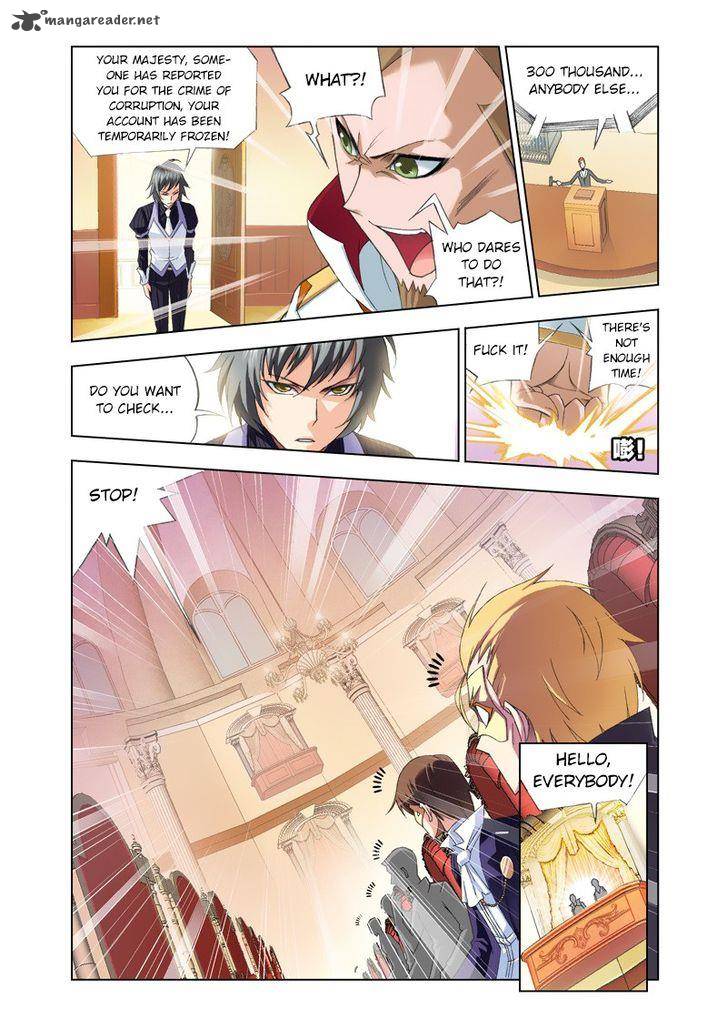 mangareader.net
YOUR MAJESTY, SOME-
ONE HAS REPORTED
YOU FOR THE CRIME OF
CORRUPTION, YOUR
ACCOUNT HAS BEEN
TEMPORARILY FROZEN!
WHAT?!
WHO DARES
TO DO
THAT?!
300 THOUSAND...
ANYBODY ELSE...
DO YOU WANT
TO CHECK...
FUCK IT!
THERE'S
NOT
ENOUGH
TIME!
嘭!
STOP!
HELLO,
EVERYBODY!